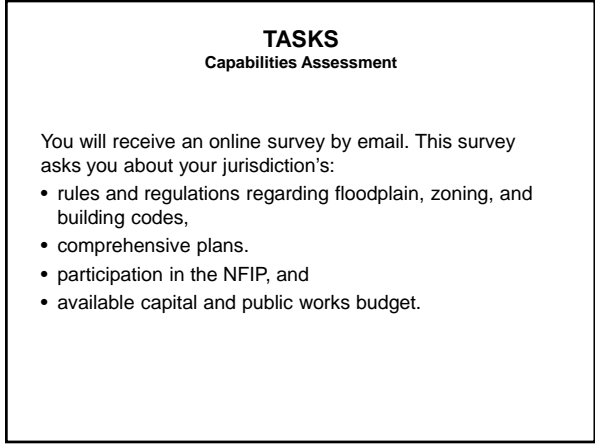 TASKS
Capabilities Assessment
You will receive an online survey by email. This survey
asks you about your jurisdiction's:
• rules and regulations regarding floodplain, zoning, and
building codes,
• comprehensive plans.
• participation in the NFIP, and
• available capital and public works budget.